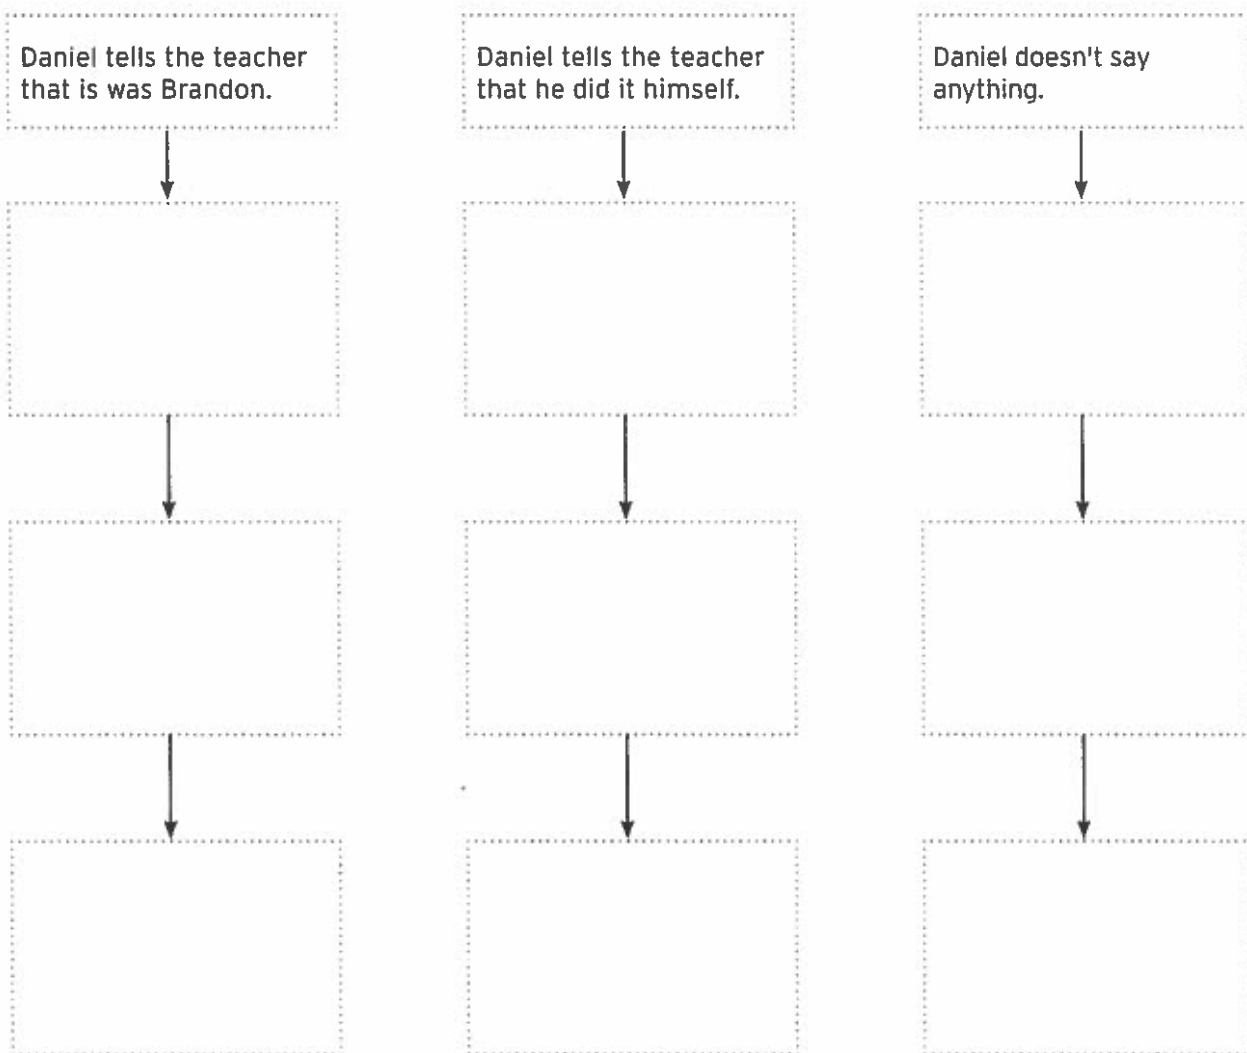 Daniel tells the teacher
that is was Brandon.
Daniel tells the teacher
that he did it himself.
Daniel doesn't say
anything.